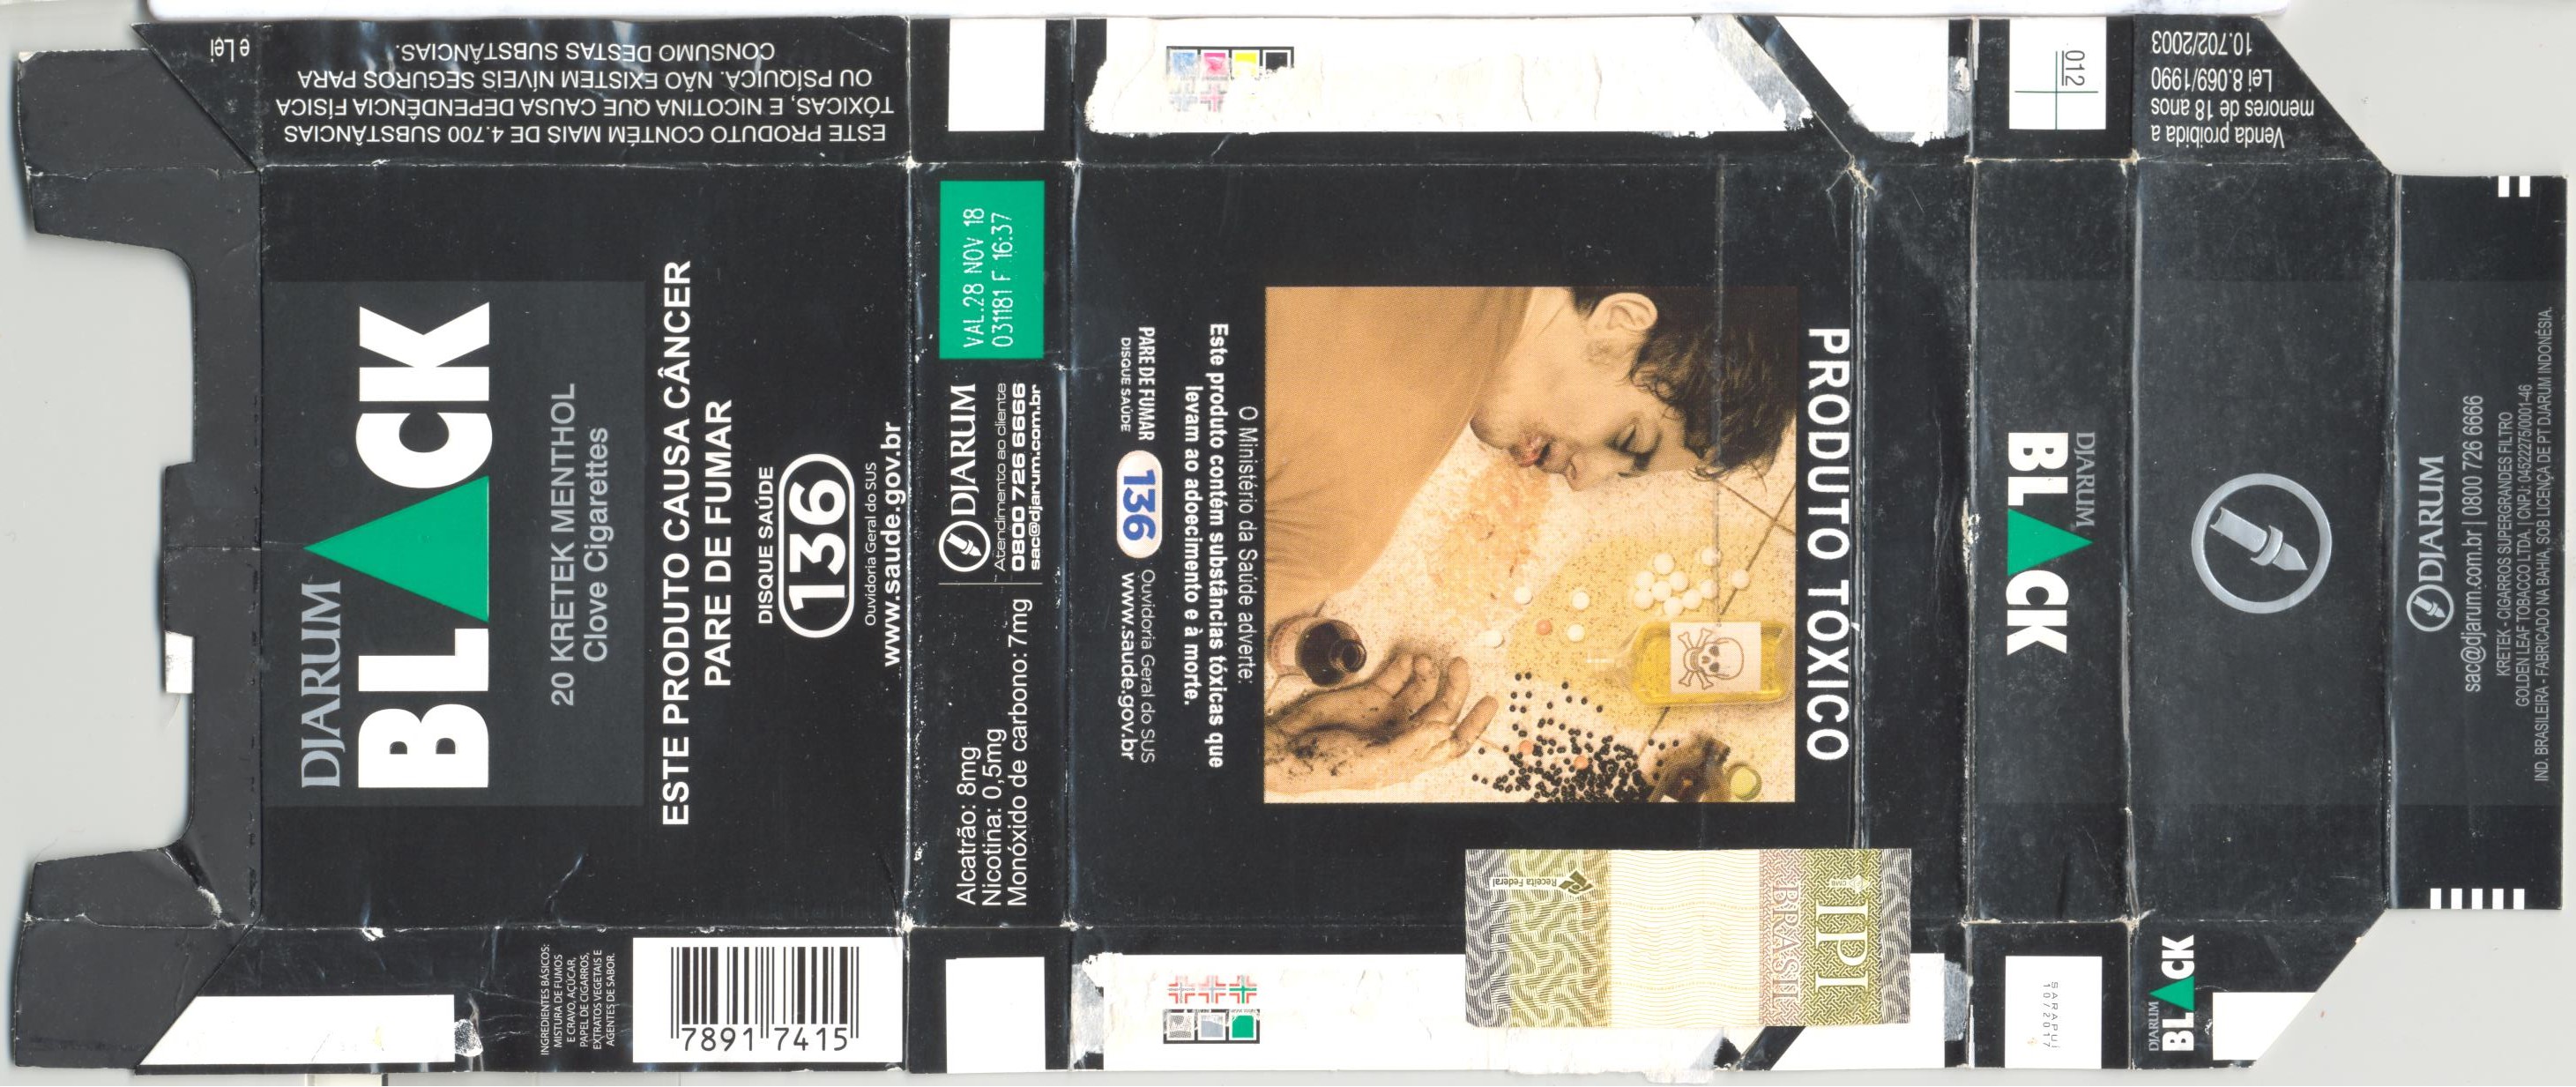 e Lei
ESTE PRODUTO CONTÉM MAIS DE 4.700 SUBSTÂNCIAS
TÓXICAS, E NICOTINA QUE CAUSA DEPENDÊNCIA FÍSICA
OU PSÍQUICA. NÃO EXISTEM NÍVEIS SEGUROS PARA
CONSUMO DESTAS SUBSTÂNCIAS.
DJARUM
BLACK
20 KRETEK MENTHOL
Clove Cigarettes
ESTE PRODUTO CAUSA CÂNCER
PARE DE FUMAR
DISQUE SAÚDE
136
Ouvidoria Geral do SUS
www.saude.gov.br
INGREDIENTES BÁSICOS:
MISTURA DE FUMOS
E CRAVO, AÇÚCAR,
PAPEL DE CIGARROS,
EXTRATOS VEGETAIS E
AGENTES DE SABOR.
7891 7415
VAL.28 NOV 18
031181 F 16:37
DJARUM
Atendimento ao cliente
0800 726 6666
sac@djarum.com.br
Alcatrão: 8mg
Nicotina: 0,5mg
Monóxido de Carbono: 7mg
PRODUTO TÓXICO
O Ministério da Saúde adverte:
Este produto contém substâncias tóxicas que
levam ao adoecimento e à morte.
PARE DE FUMAR
DISQUE SAÚDE
136
Ouvidoria Geral do SUS
www.saude.gov.br
Receita Federal
IPI
BRASIL
CMB
012
DJARUM
BLACK
SARAPUÍ
10/2017
Venda proibida a
menores de 18 anos
Lei 8.069/1990
10.702/2003
DJARUM
BLACK
DJARUM
sac@djarum.com.br | 0800 726 6666
KRETEK - CIGARROS SUPERGRANDES FILTRO
GOLDEN LEAF TOBACCO LTDA. | CNPJ: 04522275/0001-46
IND. BRASILEIRA - FABRICADO NA BAHIA, SOB LICENÇA DE PT DJARUM INDONÉSIA.